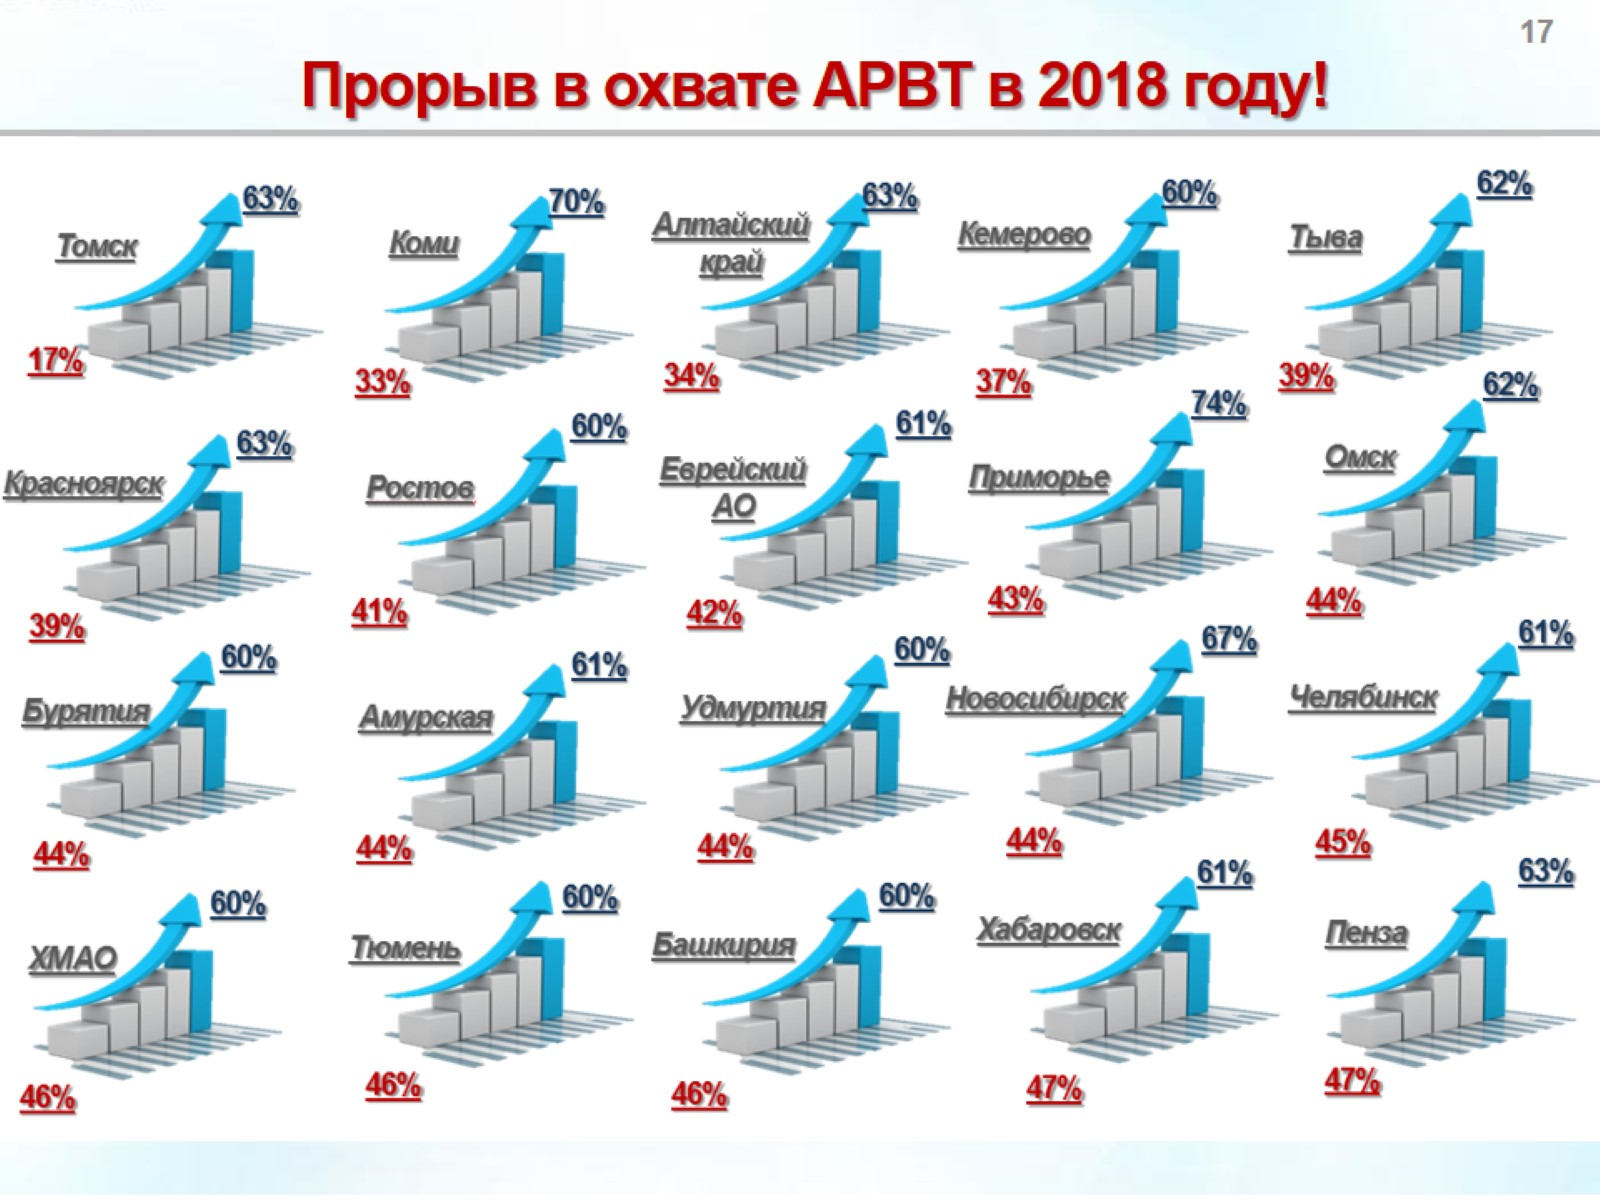 17
Прорыв в охвате АРВТ в 2018 году!
Томск
63%
17%
Коми
70%
33%
Алтайский
край
63%
34%
Кемерово
60%
37%
Тыва
62%
39%
Красноярск
63%
39%
Ростов
60%
41%
Еврейский
АО
61%
42%
Приморье
74%
43%
Омск
62%
44%
Бурятия
60%
44%
Амурская
61%
44%
Удмуртия
60%
44%
Новосибирск
67%
44%
Челябинск
61%
45%
ХМАО
60%
46%
Тюмень
60%
46%
Башкирия
60%
46%
Хабаровск
61%
47%
Пенза
63%
47%